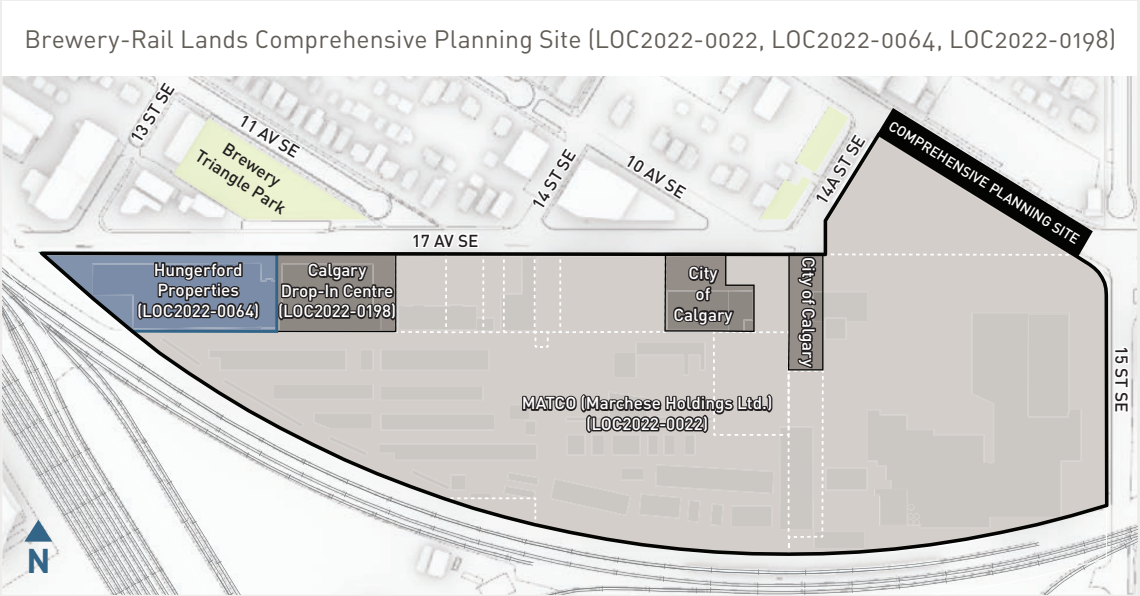 Brewery-Rail Lands Comprehensive Planning Site (LOC2022-0022, LOC2022-0064, LOC2022-0198)
13 ST SE
11 AV SE
Brewery
Triangle Park
14 ST SE
10 AV SE
14A ST SE
COMPREHENSIVE PLANNING SITE
17 AV SE
Hungerford
Properties
(LOC2022-0064)
Calgary
Drop-In Centre
(LOC2022-0198)
City
of
Calgary
City of Calgary
15 ST SE
MATCO (Marchese Holdings Ltd.)
(LOC2022-0022)
N